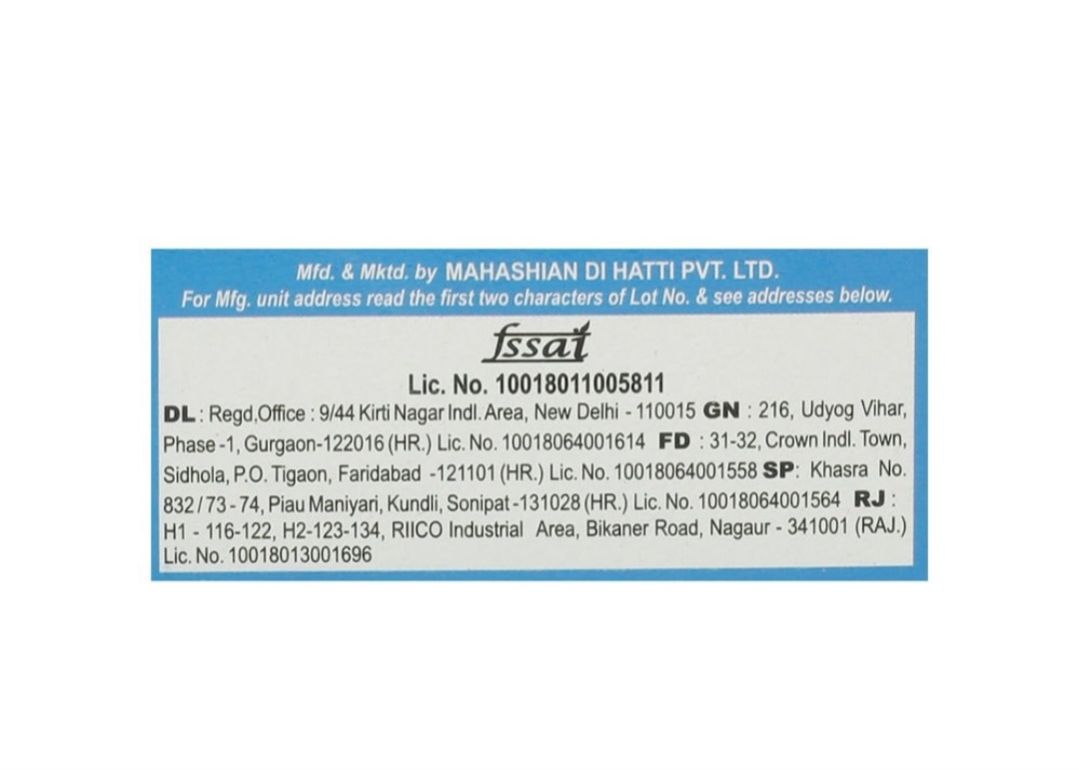 Mfd. & Mktd. by MAHASHIAN DI HATTI PVT. LTD.
For Mfg. unit address read the first two characters of Lot No. & see addresses below.
fssai
Lic. No. 10018011005811
DL : Regd,Office : 9/44 Kirti Nagar Indl. Area, New Delhi - 110015 GN : 216, Udyog Vihar,
Phase -1, Gurgaon-122016 (HR.) Lic. No. 10018064001614 FD : 31-32, Crown Indl. Town,
Sidhola, P.O. Tigaon, Faridabad -121101 (HR.) Lic. No. 10018064001558 SP: Khasra No.
832/73 - 74, Piau Maniyari, Kundli, Sonipat -131028 (HR.) Lic. No. 10018064001564 RJ :
H1 - 116-122, H2-123-134, RIICO Industrial Area, Bikaner Road, Nagaur - 341001 (RAJ.)
Lic. No. 10018013001696